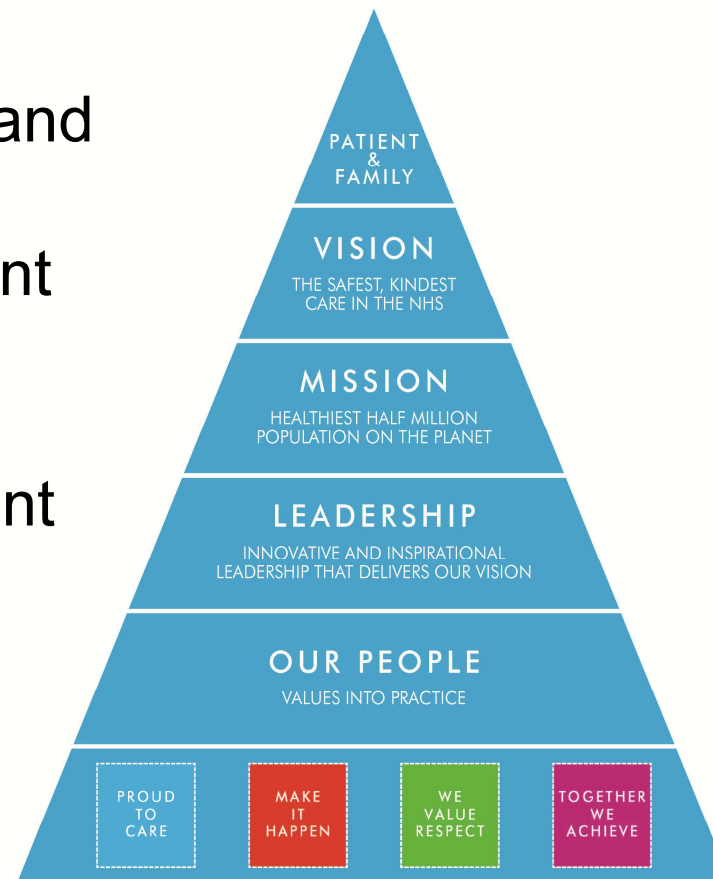 and
nt
nt
PATIENT
&
FAMILY
VISION
THE SAFEST, KINDEST
CARE IN THE NHS
MISSION
HEALTHIEST HALF MILLION
POPULATION ON THE PLANET
LEADERSHIP
INNOVATIVE AND INSPIRATIONAL
LEADERSHIP THAT DELIVERS OUR VISION
OUR PEOPLE
VALUES INTO PRACTICE
PROUD
TO
CARE
MAKE
IT
HAPPEN
WE
VALUE
RESPECT
TOGETHER
WE
ACHIEVE